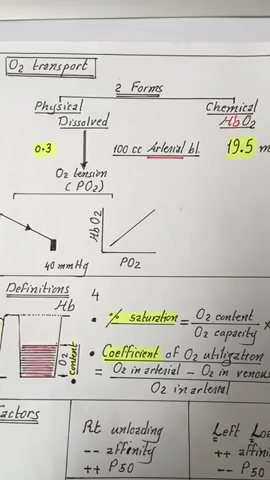 O2 transport
2 Forms
Physical Chemical
Dissolved HbO2
0.3 100 cc Arterial bl. 19.5 m
O2 tension
(PO2)
HbO2
40 mmHg PO2
Definitions 4
Hb
• % saturation = O2 content
O2 capacity ×
O2
• Content
• Coefficient of O2 utilization
= O2 in arterial - O2 in venous
O2 in arterial
Factors Rt unloading Left Loa
-- affinity ++ affini
++ P50 -- P50